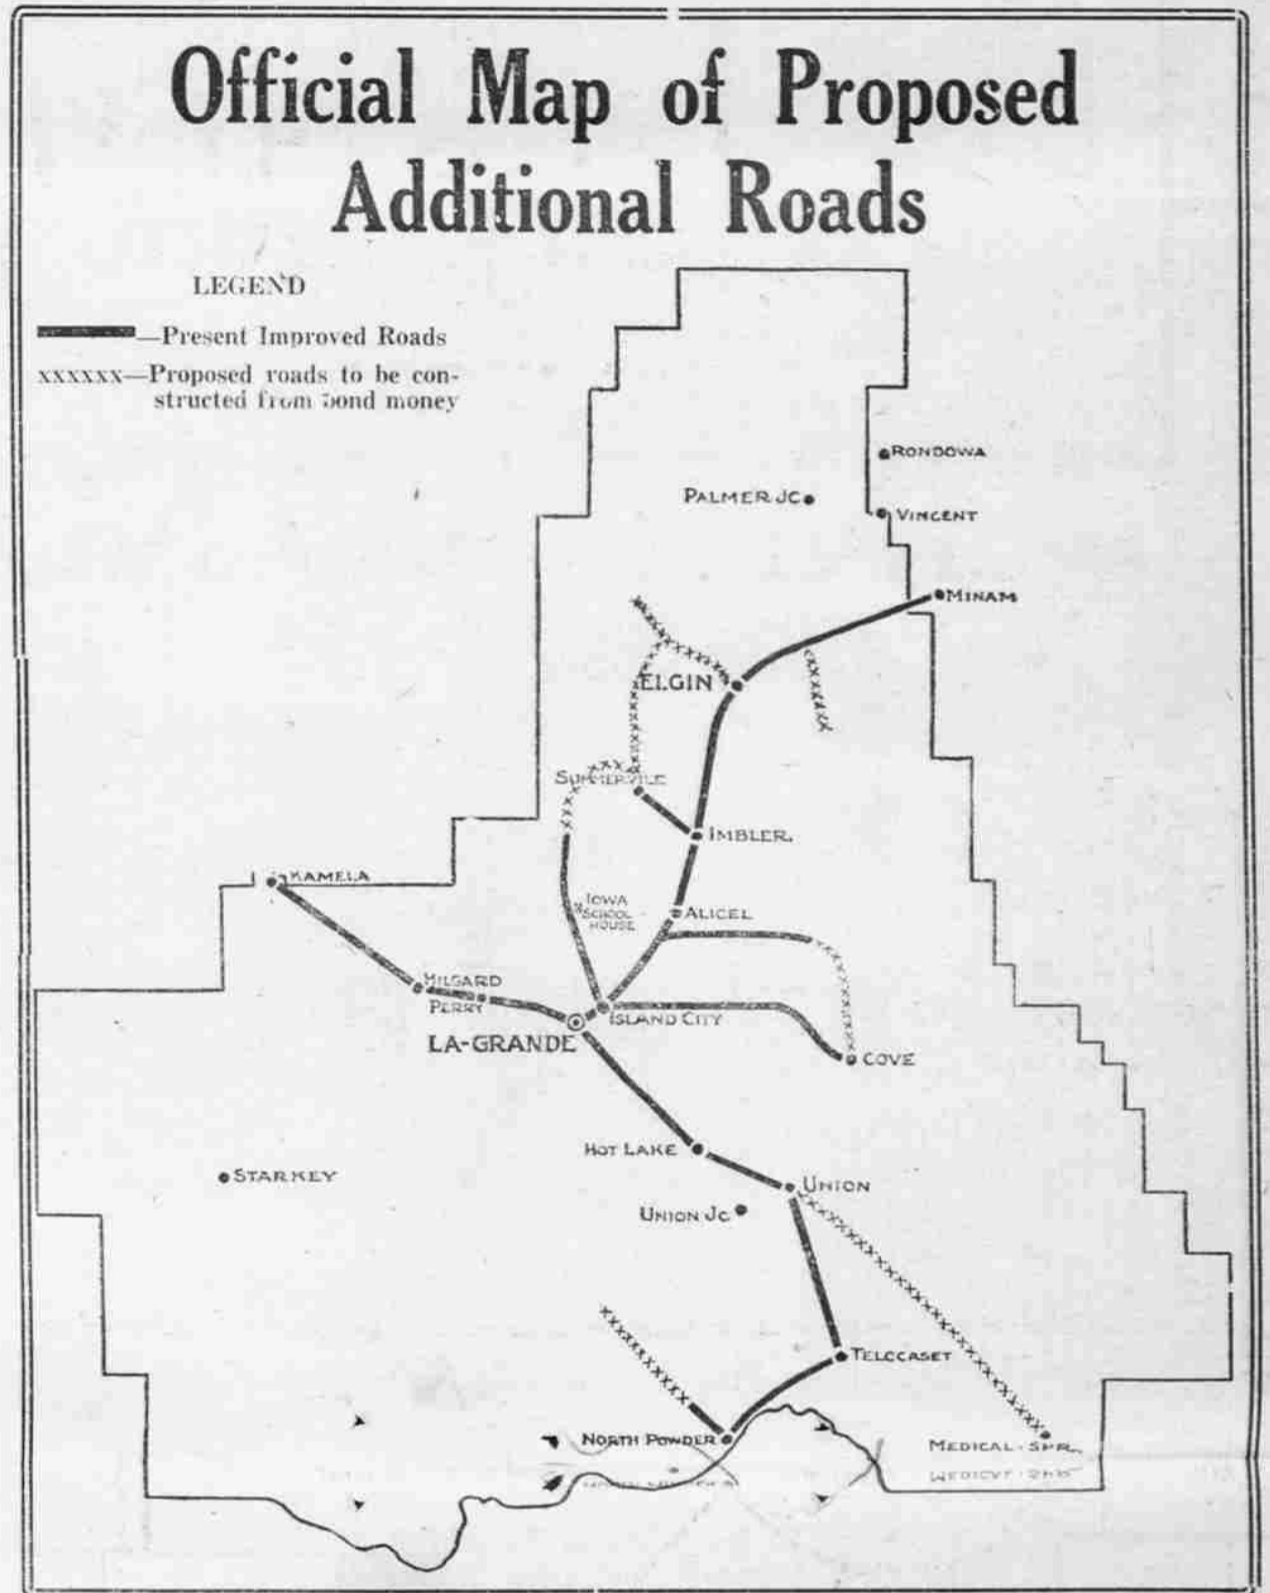 Official Map of Proposed
Additional Roads
LEGEND
—Present Improved Roads
xxxxxx—Proposed roads to be con-
structed from bond money
RONDOWA
PALMER JC
VINCENT
MINAM
ELGIN
SUMMERVILE
IMBLER.
KAMELA
IOWA
SCHOOL
HOUSE
ALICEL
HILGARD
PERRY
ISLAND CITY
LA-GRANDE
COVE
HOT LAKE
STARKEY
UNION
UNION JC
TELOCASET
NORTH POWDER
MEDICAL-SPR.